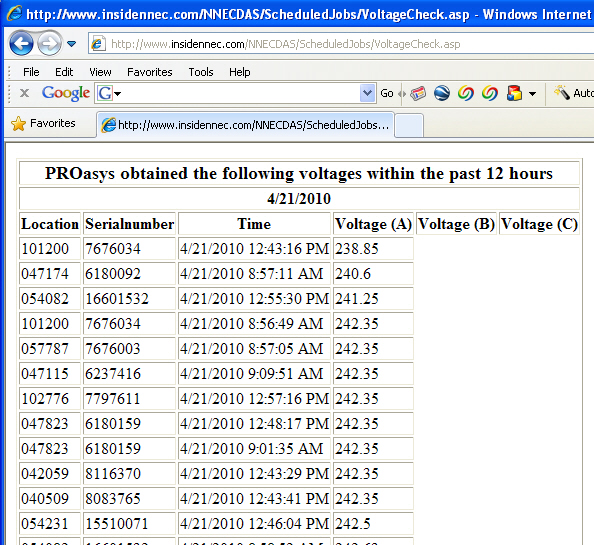 http://www.insidennec.com/NNECDAS/ScheduledJobs/VoltageCheck.asp - Windows Internet
http://www.insidennec.com/NNECDAS/ScheduledJobs/VoltageCheck.asp
File Edit View Favorites Tools Help
x Google G Go Auto
Favorites http://www.insidennec.com/NNECDAS/ScheduledJobs...
PROasys obtained the following voltages within the past 12 hours
4/21/2010
Location Serialnumber Time Voltage (A) Voltage (B) Voltage (C)
101200 7676034 4/21/2010 12:43:16 PM 238.85
047174 6180092 4/21/2010 8:57:11 AM 240.6
054082 16601532 4/21/2010 12:55:30 PM 241.25
101200 7676034 4/21/2010 8:56:49 AM 242.35
057787 7676003 4/21/2010 8:57:05 AM 242.35
047115 6237416 4/21/2010 9:09:51 AM 242.35
102776 7797611 4/21/2010 12:57:16 PM 242.35
047823 6180159 4/21/2010 12:48:17 PM 242.35
047823 6180159 4/21/2010 9:01:35 AM 242.35
042059 8116370 4/21/2010 12:43:29 PM 242.35
040509 8083765 4/21/2010 12:43:41 PM 242.35
054231 15510071 4/21/2010 12:46:04 PM 242.5